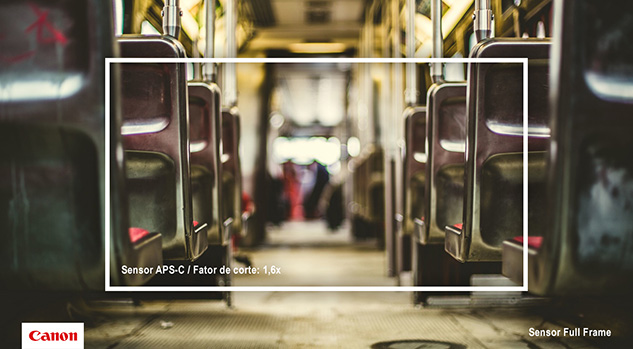 Sensor APS-C / Fator de corte: 1,6x
Canon
Sensor Full Frame